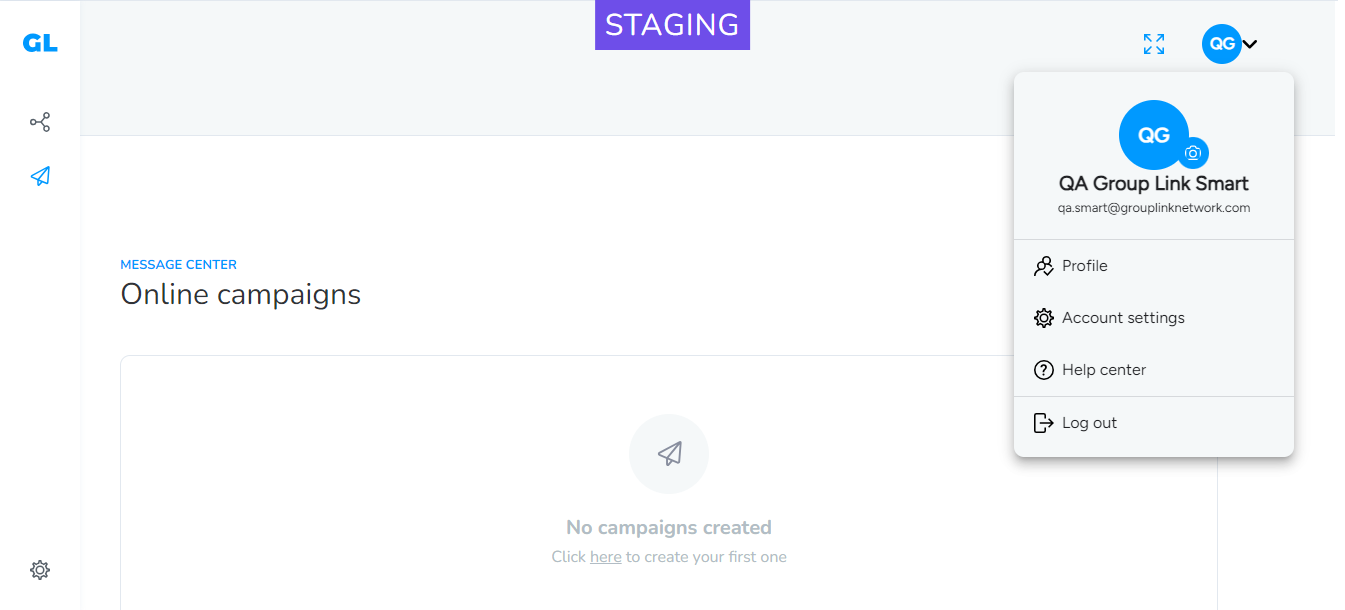 STAGING
GL
QG
QG
QA Group Link Smart
qa.smart@grouplinknetwork.com
Profile
Account settings
Help center
Log out
MESSAGE CENTER
Online campaigns
No campaigns created
Click here to create your first one